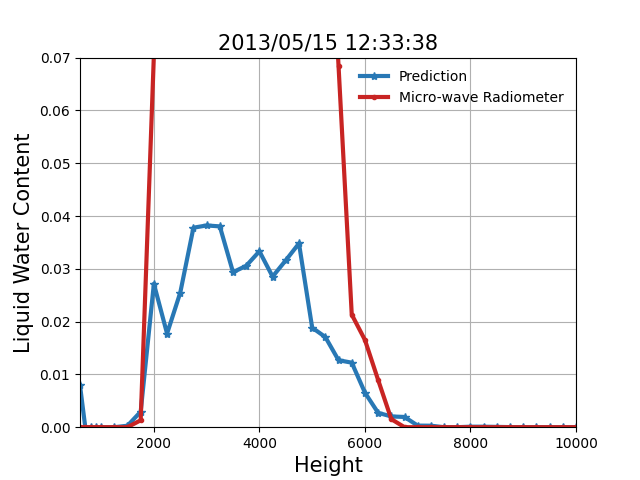 2013/05/15 12:33:38
0.07
0.06
0.05
0.04
0.03
0.02
0.01
0.00
Liquid Water Content
Prediction
Micro-wave Radiometer
2000 4000 6000 8000 10000
Height